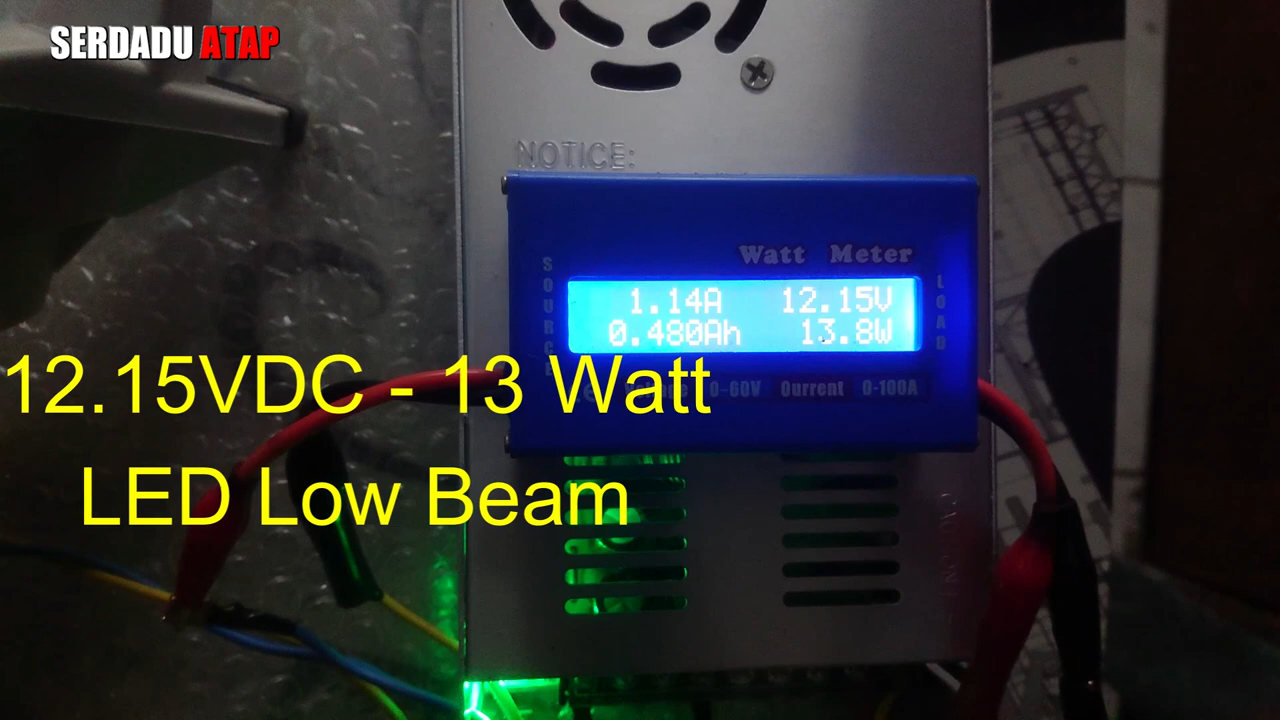 SERDADU ATAP
NOTICE:
Watt Meter
SOURCE
LOAD
1.14A 12.15V
0.480Ah 13.8W
0-60V Current 0-100A
12.15VDC - 13 Watt
LED Low Beam